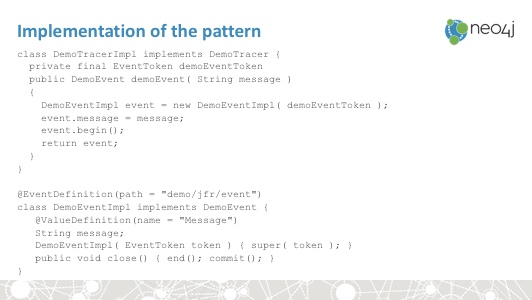 Implementation of the pattern
neo4j
class DemoTracerImpl implements DemoTracer {
  private final EventToken demoEventToken
  public DemoEvent demoEvent( String message )
  {
    DemoEventImpl event = new DemoEventImpl( demoEventToken );
    event.message = message;
    event.begin();
    return event;
  }
}
@EventDefinition(path = "demo/jfr/event")
class DemoEventImpl implements DemoEvent {
   @ValueDefinition(name = "Message")
   String message;
   DemoEventImpl( EventToken token ) { super( token ); }
   public void close() { end(); commit(); }
}